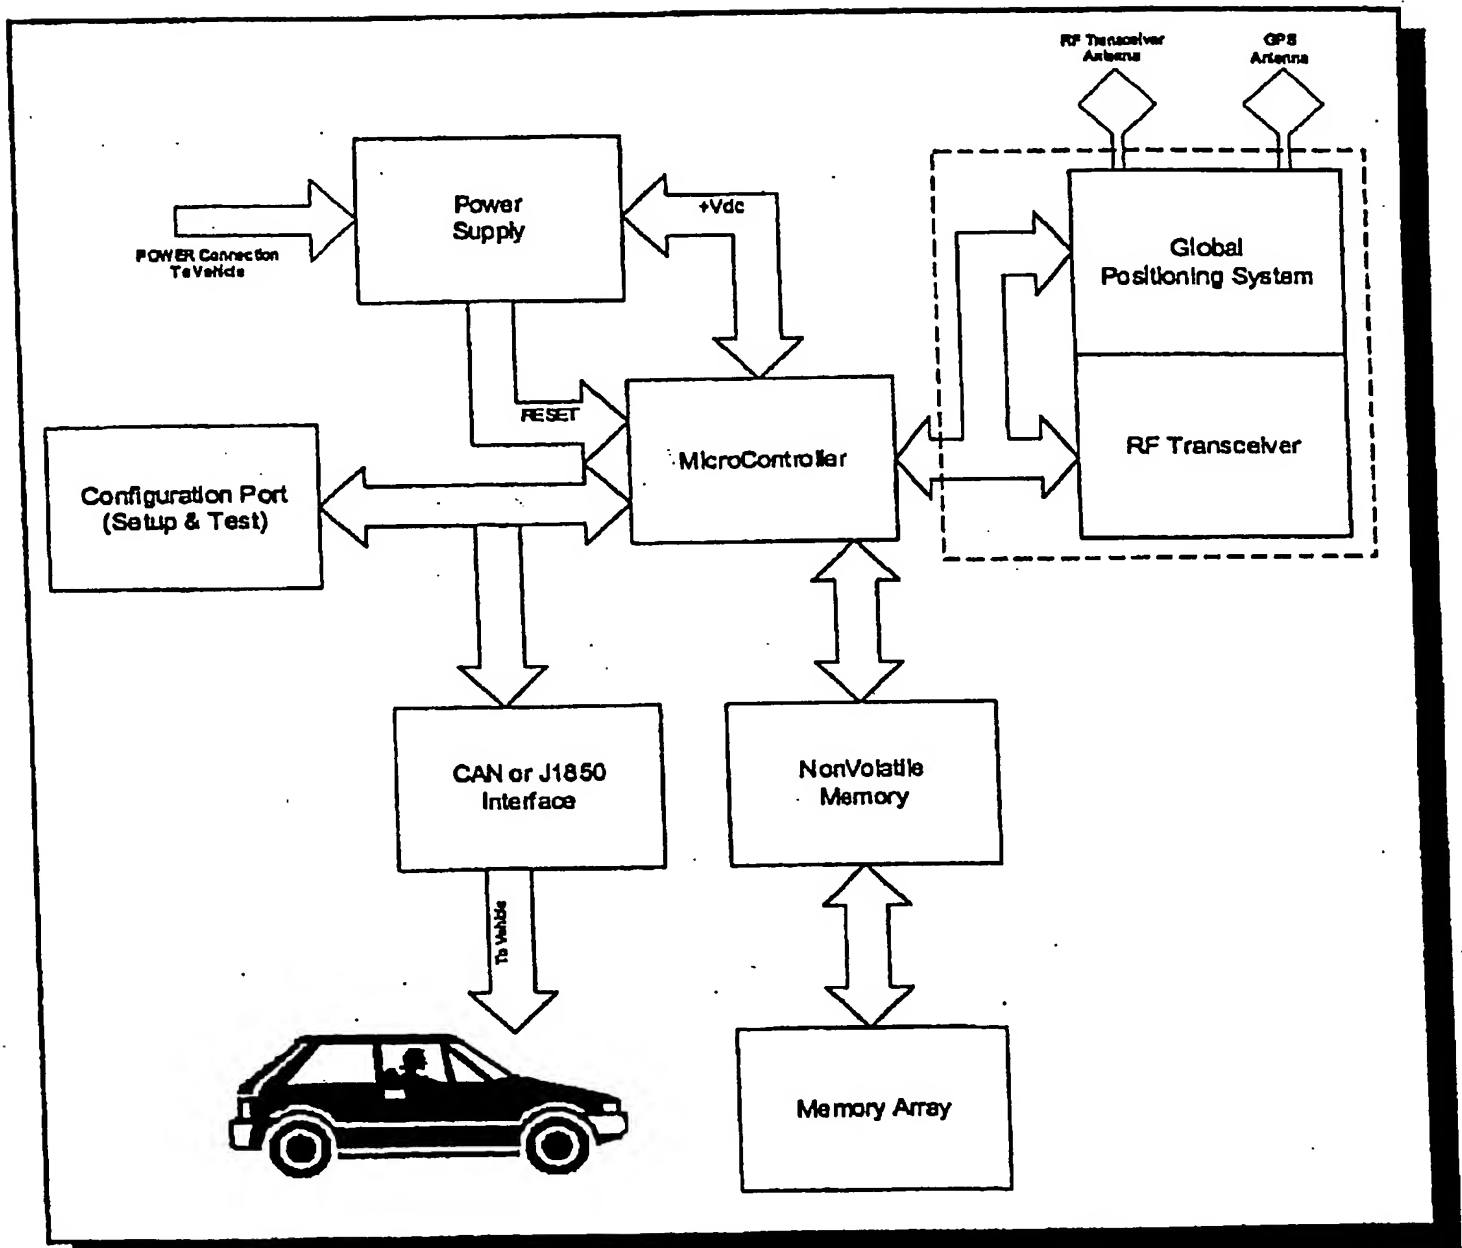 RF Transceiver
Antenna
GPS
Antenna
Power
Supply
+Vdc
POWER Connection
To Vehicle
Global
Positioning System
RESET
MicroController
RF Transceiver
Configuration Port
(Setup & Test)
CAN or J1850
Interface
NonVolatile
Memory
To Vehicle
Memory Array